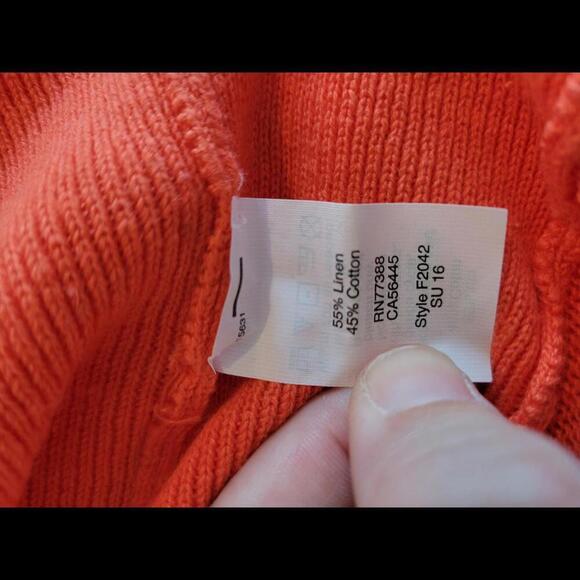 55% Linen
45% Cotton
RN77388
CA56445
Style F2042
SU 16